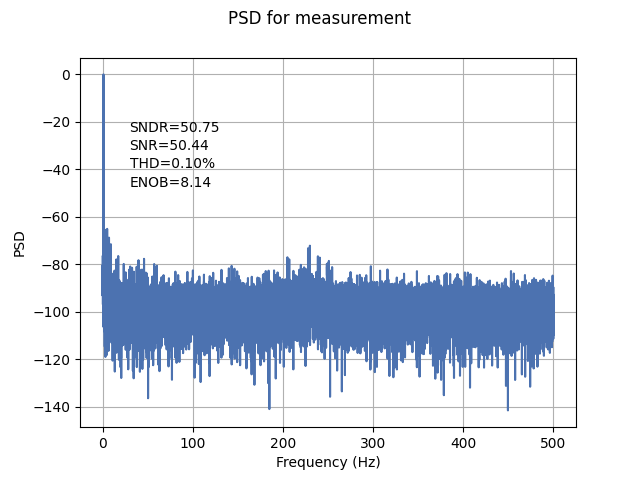 PSD for measurement
0
−20
−40
−60
−80
−100
−120
−140
PSD
SNDR=50.75
SNR=50.44
THD=0.10%
ENOB=8.14
0 100 200 300 400 500
Frequency (Hz)